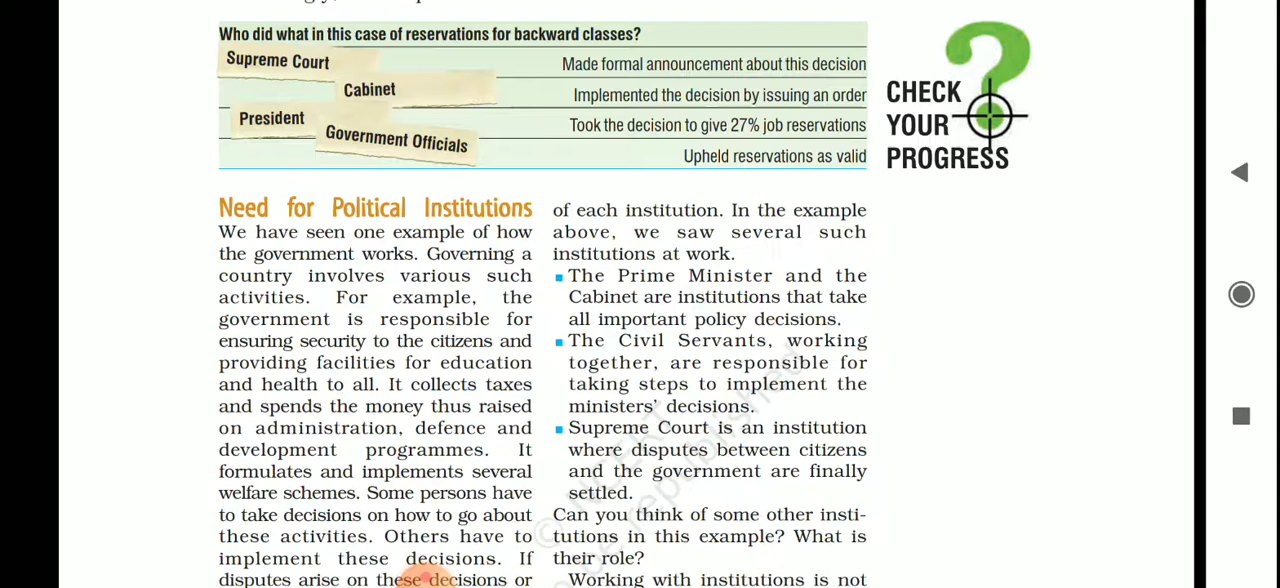 Who did what in this case of reservations for backward classes?
Supreme Court
Cabinet
President
Government Officials
Made formal announcement about this decision
Implemented the decision by issuing an order
Took the decision to give 27% job reservations
Upheld reservations as valid
CHECK
YOUR
PROGRESS
Need for Political Institutions
We have seen one example of how
the government works. Governing a
country involves various such
activities. For example, the
government is responsible for
ensuring security to the citizens and
providing facilities for education
and health to all. It collects taxes
and spends the money thus raised
on administration, defence and
development programmes. It
formulates and implements several
welfare schemes. Some persons have
to take decisions on how to go about
these activities. Others have to
implement these decisions. If
disputes arise on these decisions or
of each institution. In the example
above, we saw several such
institutions at work.
The Prime Minister and the
Cabinet are institutions that take
all important policy decisions.
The Civil Servants, working
together, are responsible for
taking steps to implement the
ministers' decisions.
Supreme Court is an institution
where disputes between citizens
and the government are finally
settled.
Can you think of some other insti-
tutions in this example? What is
their role?
Working with institutions is not
© NCERT
be republished